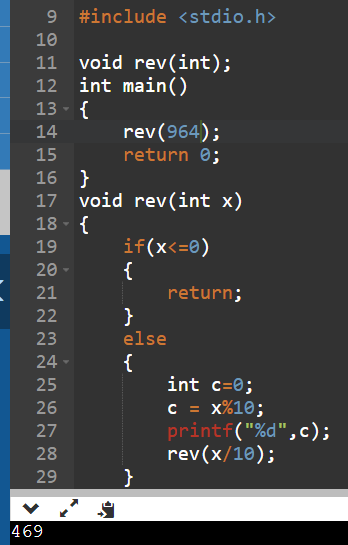 9 #include <stdio.h>
10
11 void rev(int);
12 int main()
13 {
14 rev(964);
15 return 0;
16 }
17 void rev(int x)
18 {
19 if(x<=0)
20 {
21 return;
22 }
23 else
24 {
25 int c=0;
26 c = x%10;
27 printf("%d",c);
28 rev(x/10);
29 }
469